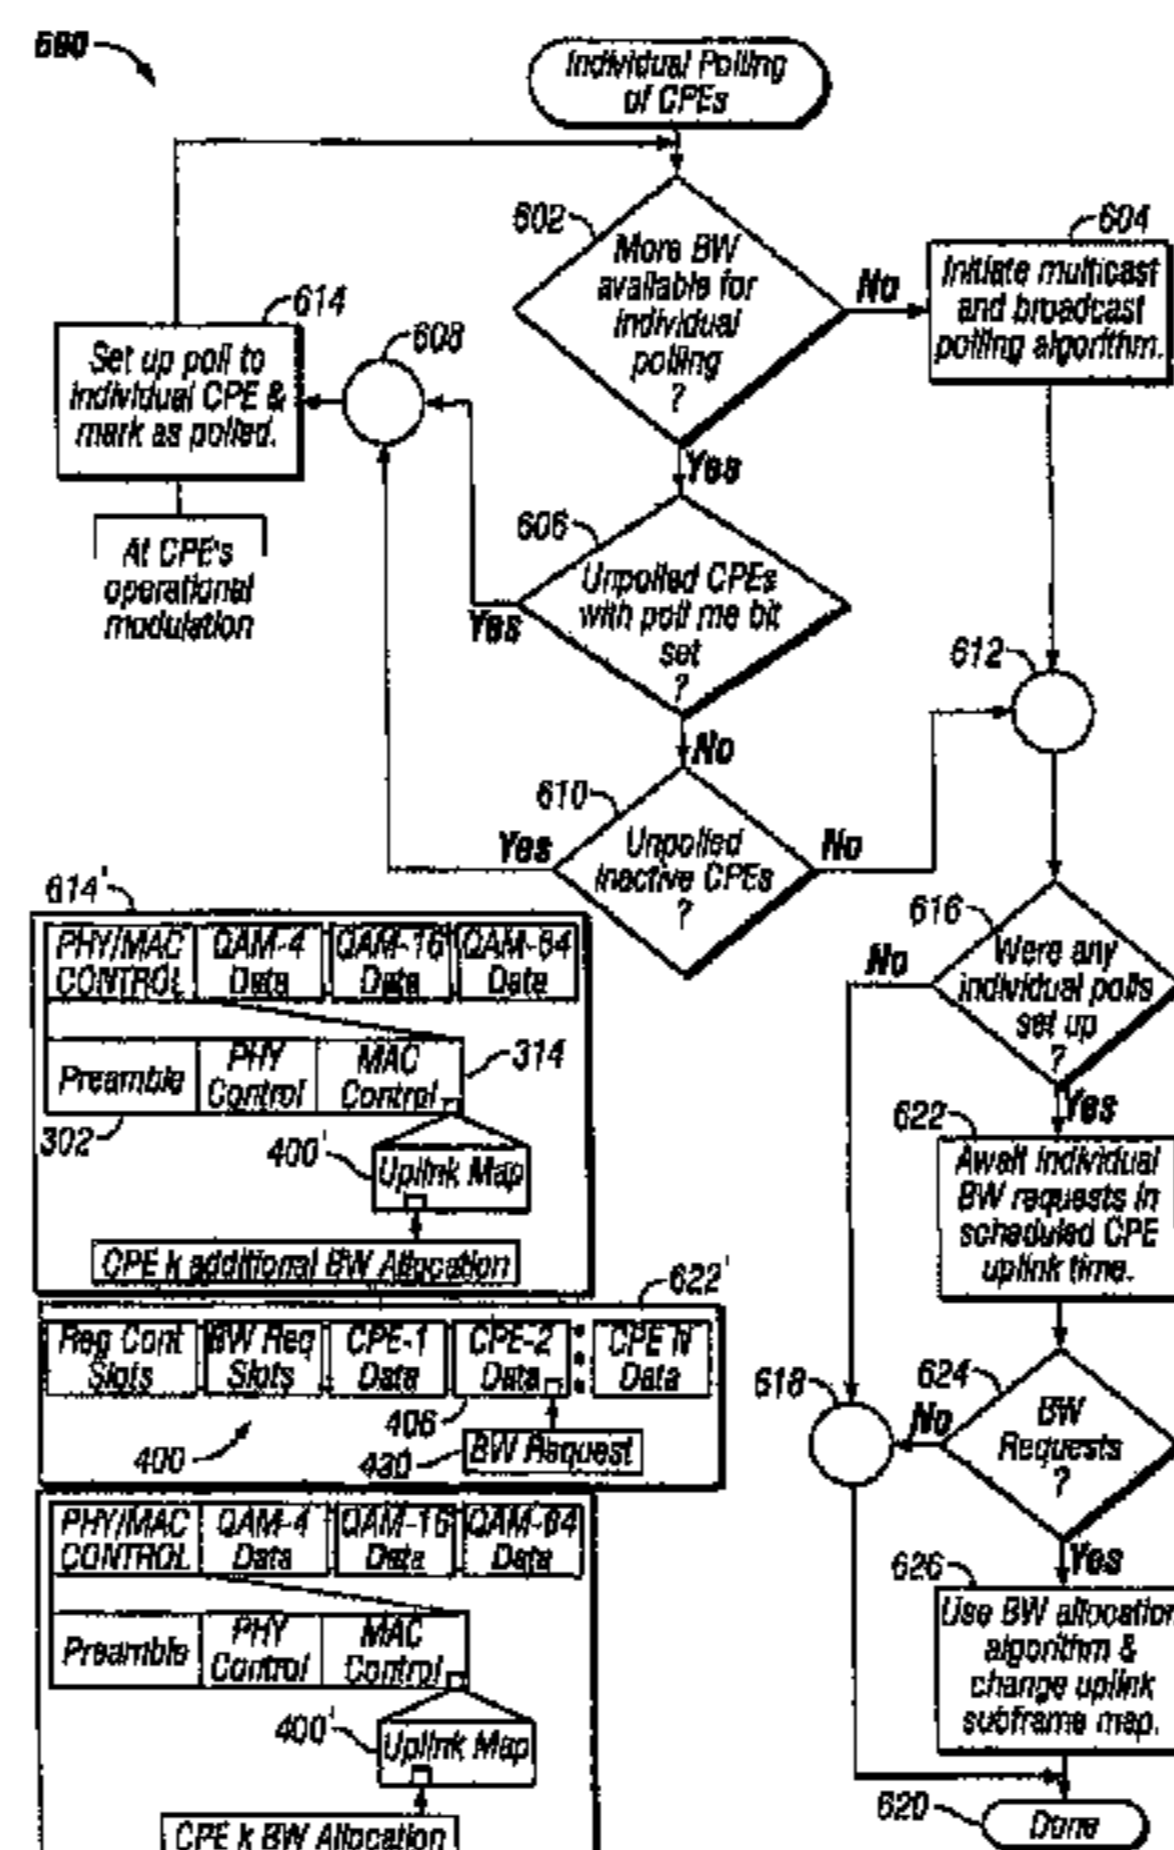 600
Individual Polling
of CPEs
602
More BW
available for
individual
polling
?
No
604
Initiate multicast
and broadcast
polling algorithm.
614
Set up poll to
individual CPE &
mark as polled.
608
Yes
At CPE's
operational
modulation
606
Unpolled CPEs
with poll me bit
set
?
Yes
No
612
610
Unpolled
inactive CPEs
?
Yes
No
616
Were any
individual polls
set up
?
No
Yes
622
Await individual
BW requests in
scheduled CPE
uplink time.
618
624
BW
Requests
?
No
Yes
626
Use BW allocation
algorithm &
change uplink
subframe map.
620
Done
614'
PHY/MAC
CONTROL
QAM-4
Data
QAM-16
Data
QAM-64
Data
Preamble
PHY
Control
MAC
Control
314
302
400'
Uplink Map
CPE k additional BW Allocation
622'
Reg Cont
Slots
BW Req
Slots
CPE-1
Data
CPE-2
Data
CPE N
Data
406
400
430
BW Request
PHY/MAC
CONTROL
QAM-4
Data
QAM-16
Data
QAM-64
Data
Preamble
PHY
Control
MAC
Control
400'
Uplink Map
CPE k BW Allocation